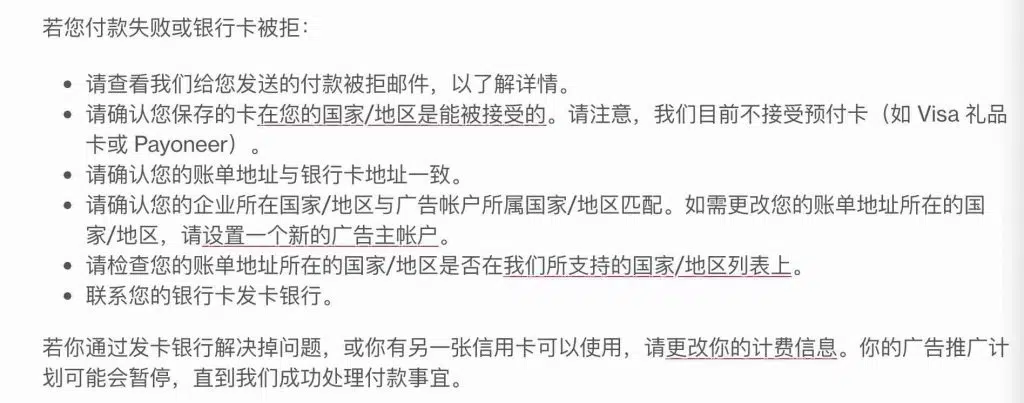 若您付款失败或银行卡被拒：
• 请查看我们给您发送的付款被拒邮件，以了解详情。
• 请确认您保存的卡在您的国家/地区是能被接受的。请注意，我们目前不接受预付卡（如 Visa 礼品
卡或 Payoneer）。
• 请确认您的账单地址与银行卡地址一致。
• 请确认您的企业所在国家/地区与广告帐户所属国家/地区匹配。如需更改您的账单地址所在的国
家/地区，请设置一个新的广告主帐户。
• 请检查您的账单地址所在的国家/地区是否在我们所支持的国家/地区列表上。
• 联系您的银行卡发卡银行。
若你通过发卡银行解决掉问题，或你有另一张信用卡可以使用，请更改你的计费信息。你的广告推广计
划可能会暂停，直到我们成功处理付款事宜。